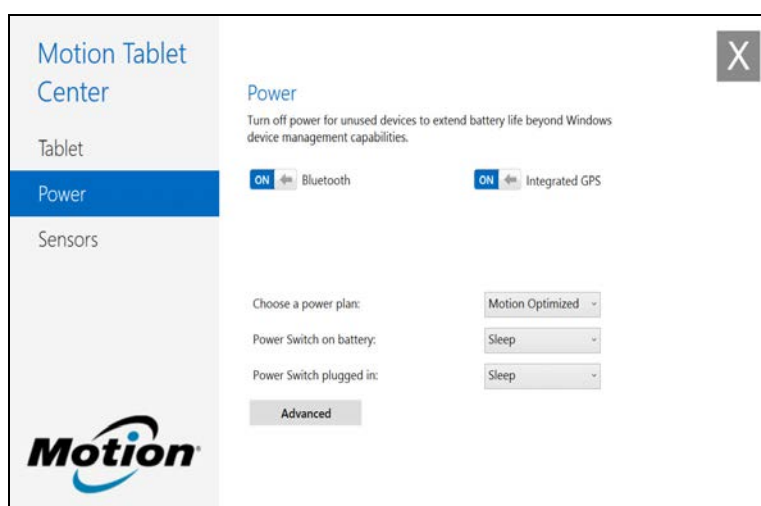 Motion Tablet
Center
Tablet
Power
Sensors
Motion®
X
Power
Turn off power for unused devices to extend battery life beyond Windows
device management capabilities.
ON Bluetooth
ON Integrated GPS
Choose a power plan: Motion Optimized
Power Switch on battery: Sleep
Power Switch plugged in: Sleep
Advanced